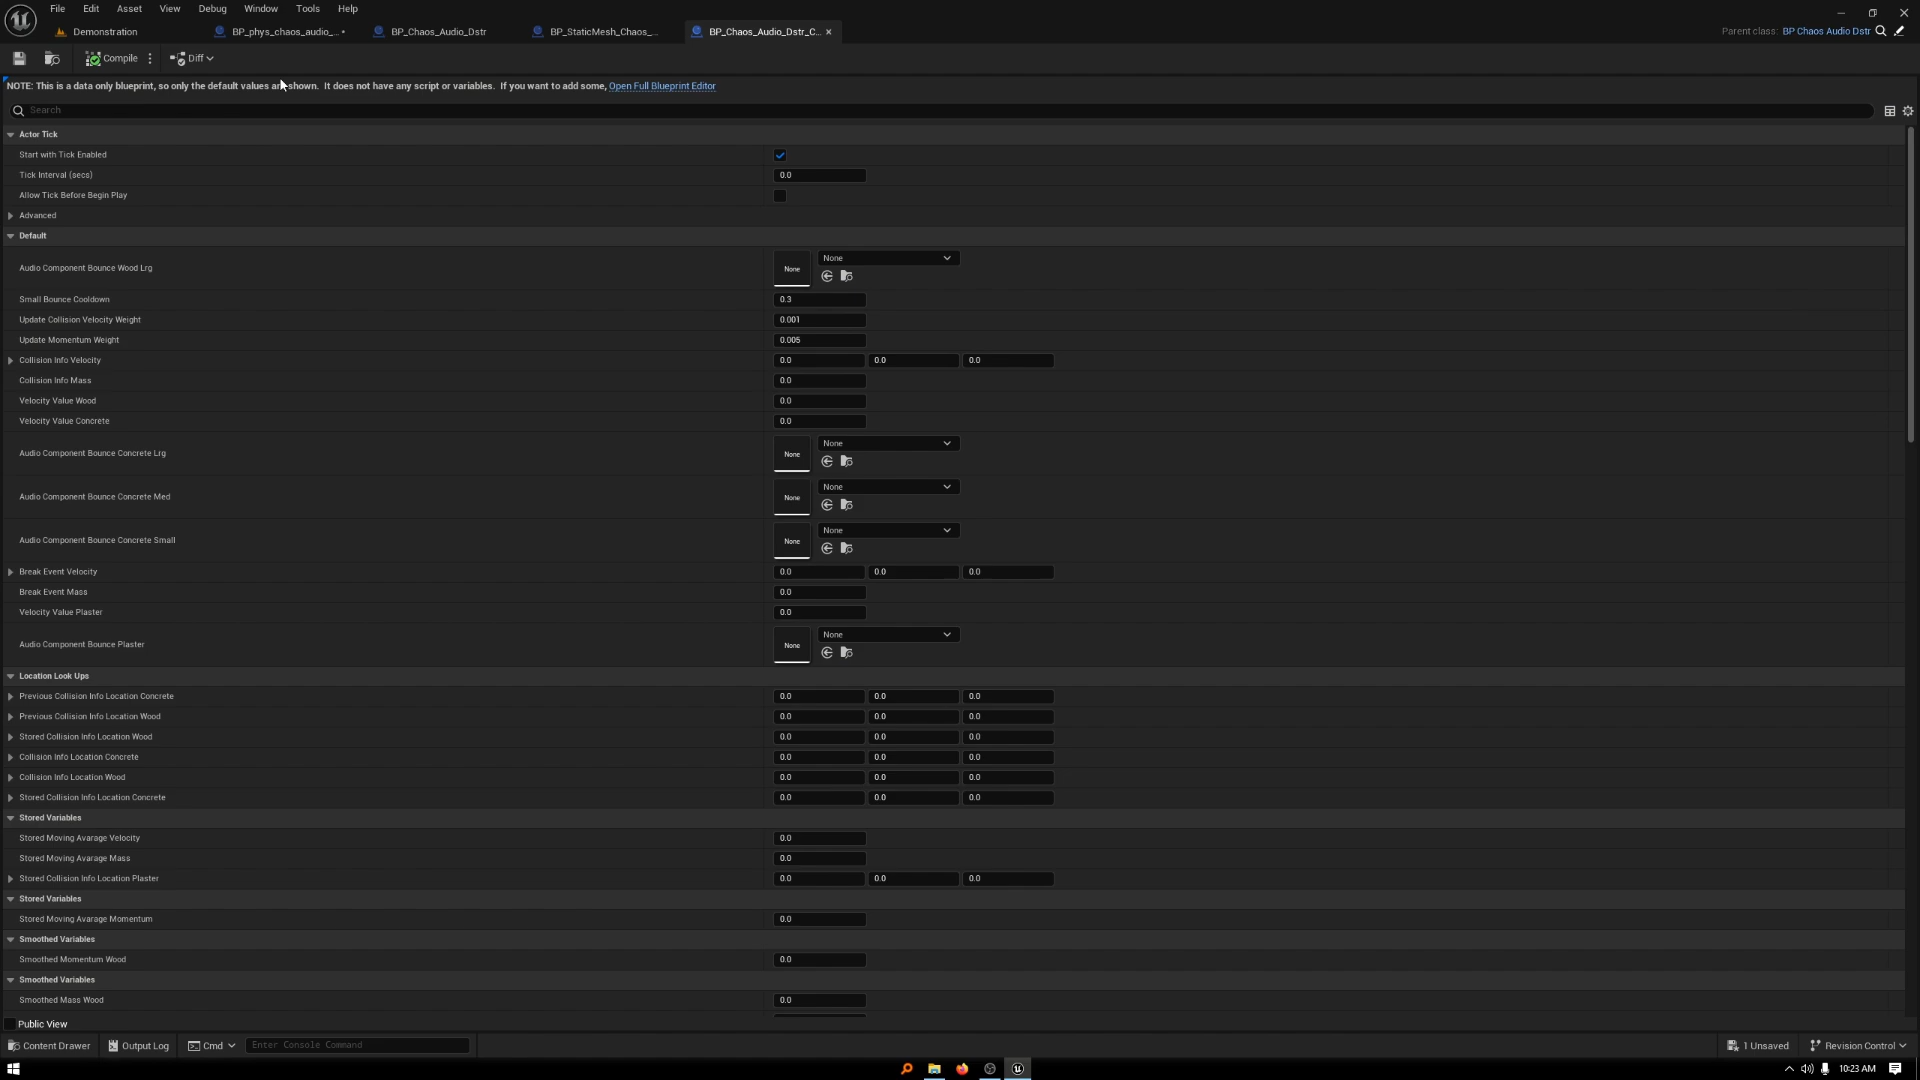 File Edit Asset View Debug Window Tools Help
Demonstration BP_phys_chaos_audio_...• BP_Chaos_Audio_Dstr BP_StaticMesh_Chaos_... BP_Chaos_Audio_Dstr_C... × Parent class: BP Chaos Audio Dstr
Compile Diff
NOTE: This is a data only blueprint, so only the default values are shown. It does not have any script or variables. If you want to add some, Open Full Blueprint Editor
Search
Actor Tick
Start with Tick Enabled
Tick Interval (secs) 0.0
Allow Tick Before Begin Play
Advanced
Default
Audio Component Bounce Wood Lrg None None
Small Bounce Cooldown 0.3
Update Collision Velocity Weight 0.001
Update Momentum Weight 0.005
Collision Info Velocity 0.0 0.0 0.0
Collision Info Mass 0.0
Velocity Value Wood 0.0
Velocity Value Concrete 0.0
Audio Component Bounce Concrete Lrg None None
Audio Component Bounce Concrete Med None None
Audio Component Bounce Concrete Small None None
Break Event Velocity 0.0 0.0 0.0
Break Event Mass 0.0
Velocity Value Plaster 0.0
Audio Component Bounce Plaster None None
Location Look Ups
Previous Collision Info Location Concrete 0.0 0.0 0.0
Previous Collision Info Location Wood 0.0 0.0 0.0
Stored Collision Info Location Wood 0.0 0.0 0.0
Collision Info Location Concrete 0.0 0.0 0.0
Collision Info Location Wood 0.0 0.0 0.0
Stored Collision Info Location Concrete 0.0 0.0 0.0
Stored Variables
Stored Moving Avarage Velocity 0.0
Stored Moving Avarage Mass 0.0
Stored Collision Info Location Plaster 0.0 0.0 0.0
Stored Variables
Stored Moving Avarage Momentum 0.0
Smoothed Variables
Smoothed Momentum Wood 0.0
Smoothed Variables
Smoothed Mass Wood 0.0
Public View
Content Drawer Output Log Cmd Enter Console Command 1 Unsaved Revision Control
10:23 AM